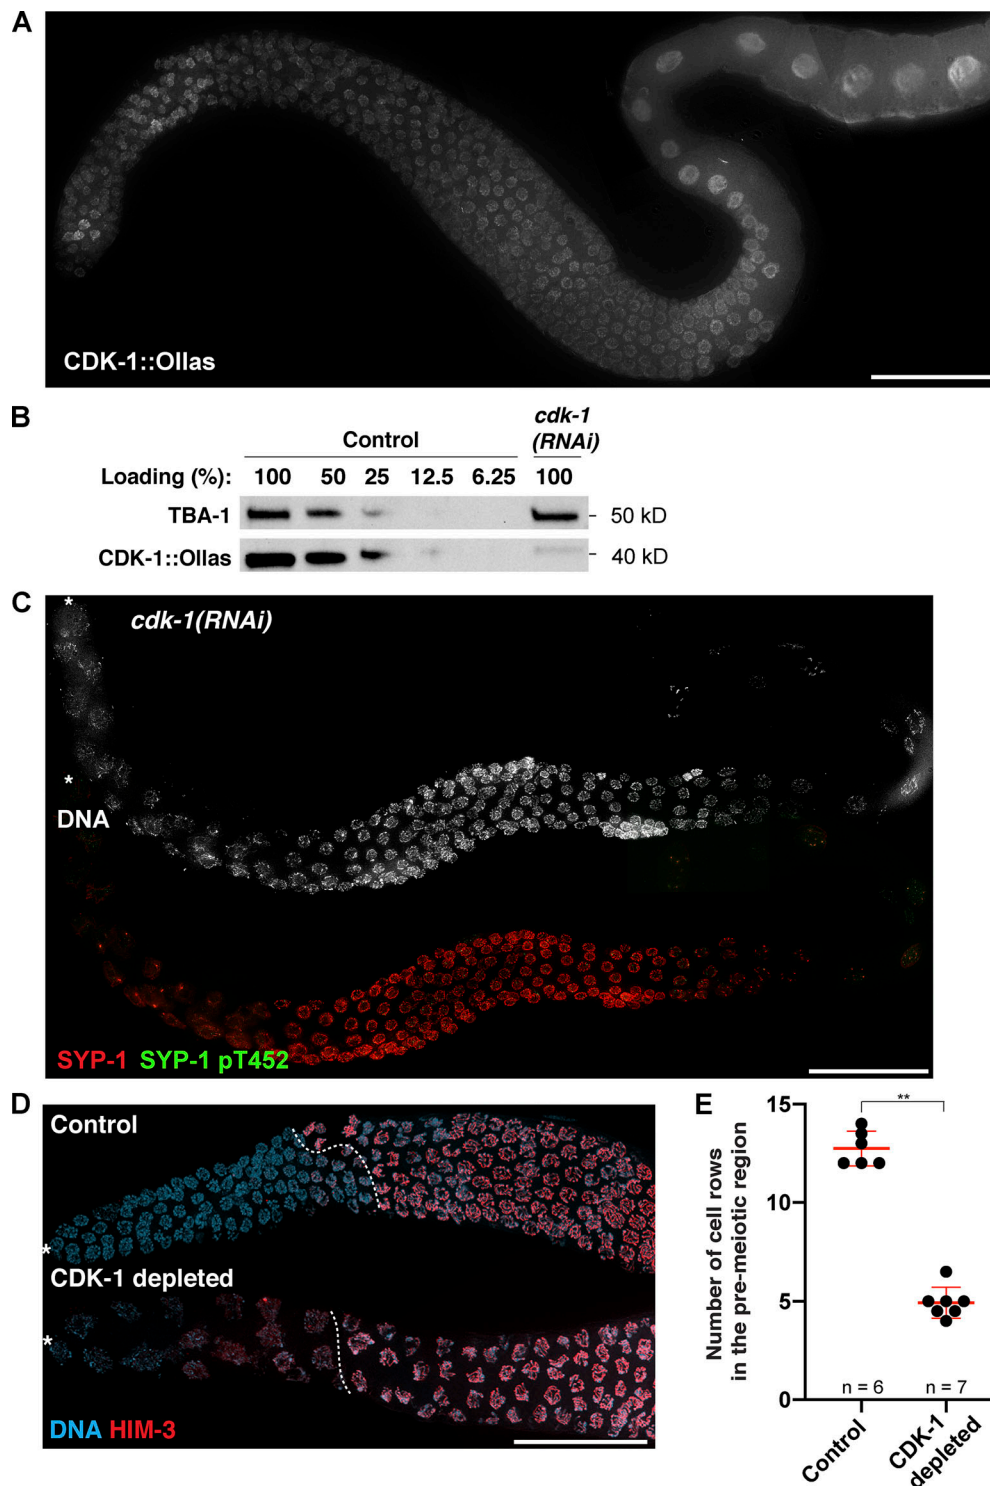 A
CDK-1::Ollas
B
Control
cdk-1
(RNAi)
Loading (%): 100 50 25 12.5 6.25 100
TBA-1 - 50 kD
CDK-1::Ollas - 40 kD
C
*
cdk-1(RNAi)
*
DNA
SYP-1 SYP-1 pT452
D
Control
*
CDK-1 depleted
*
DNA HIM-3
E
Number of cell rows
in the pre-meiotic region
15
10
5
0
**
n = 6
n = 7
Control
CDK-1
depleted